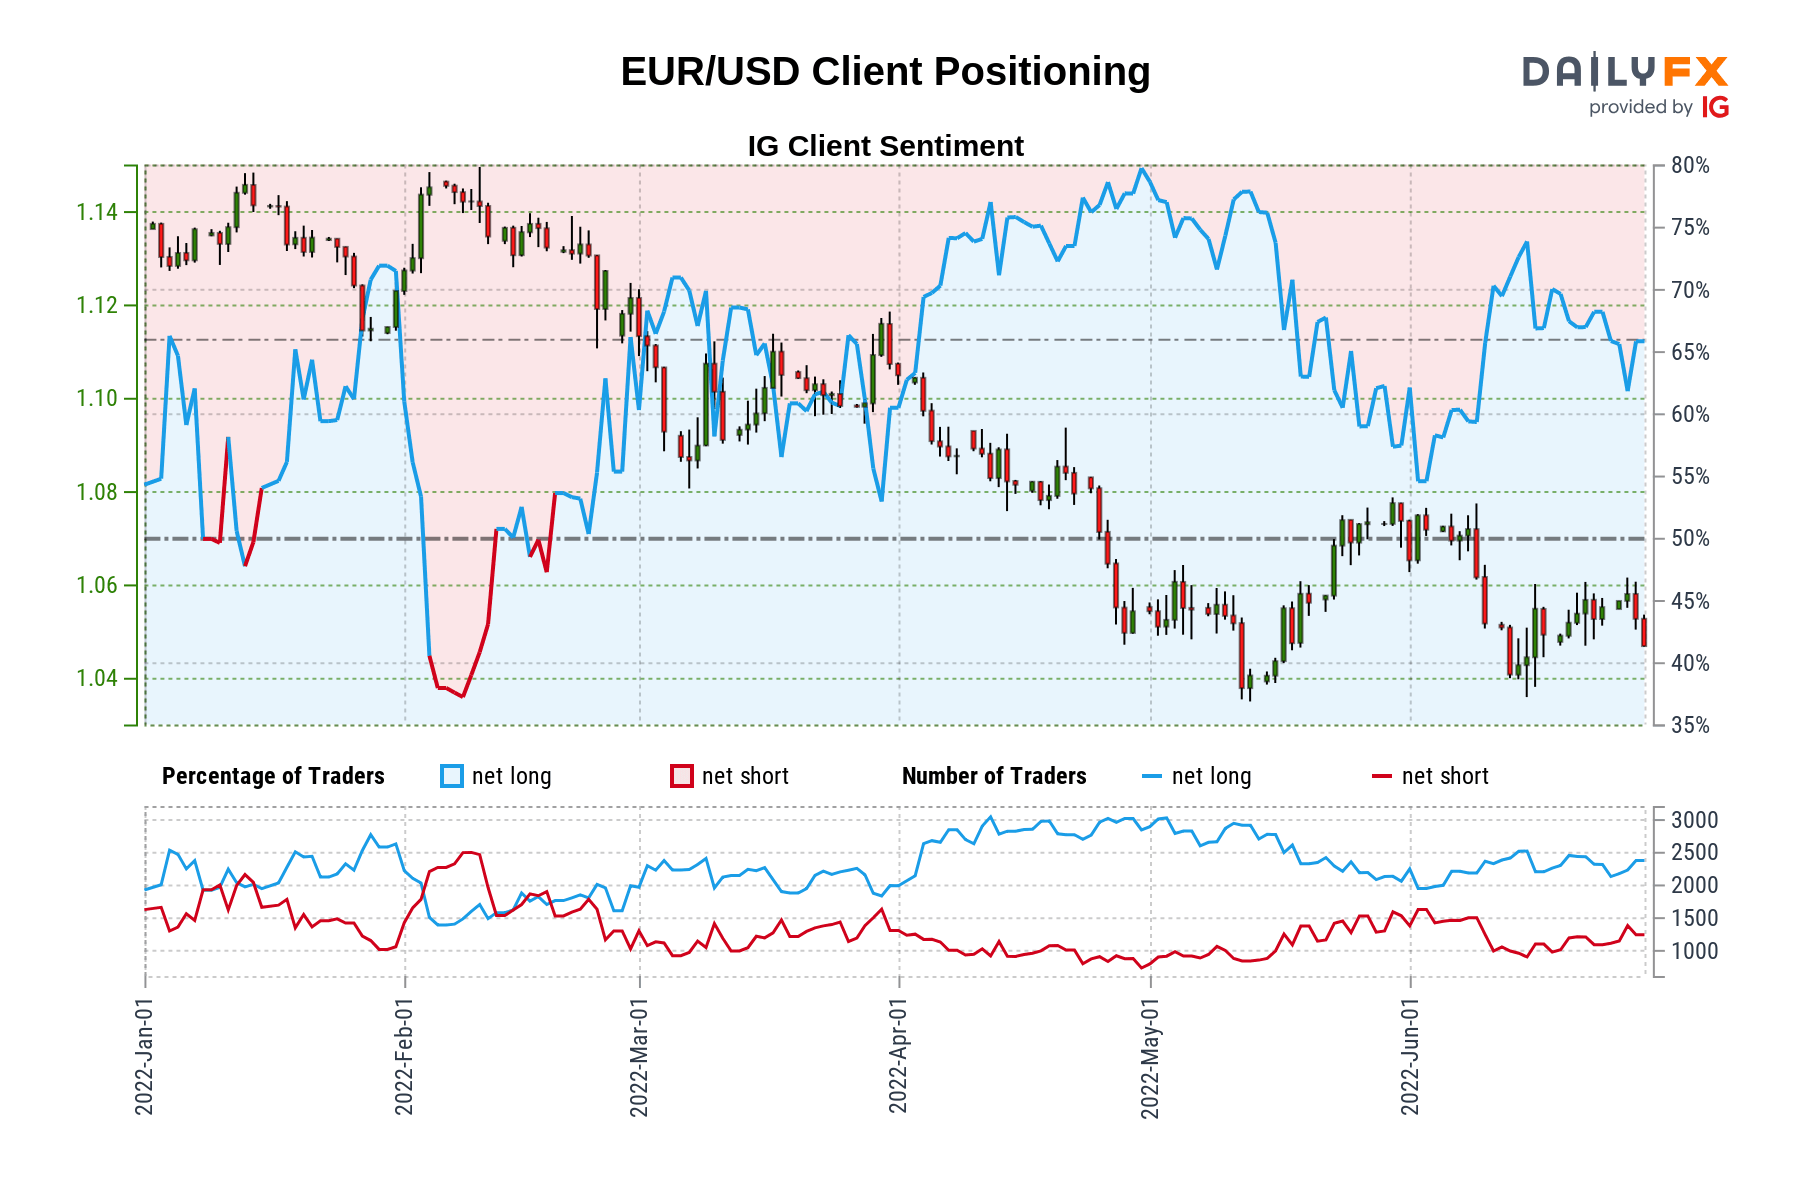 EUR/USD Client Positioning
DAILYFX
provided by IG
IG Client Sentiment
1.14
1.12
1.10
1.08
1.06
1.04
80%
75%
70%
65%
60%
55%
50%
45%
40%
35%
Percentage of Traders net long net short Number of Traders net long net short
3000
2500
2000
1500
1000
2022-Jan-01
2022-Feb-01
2022-Mar-01
2022-Apr-01
2022-May-01
2022-Jun-01